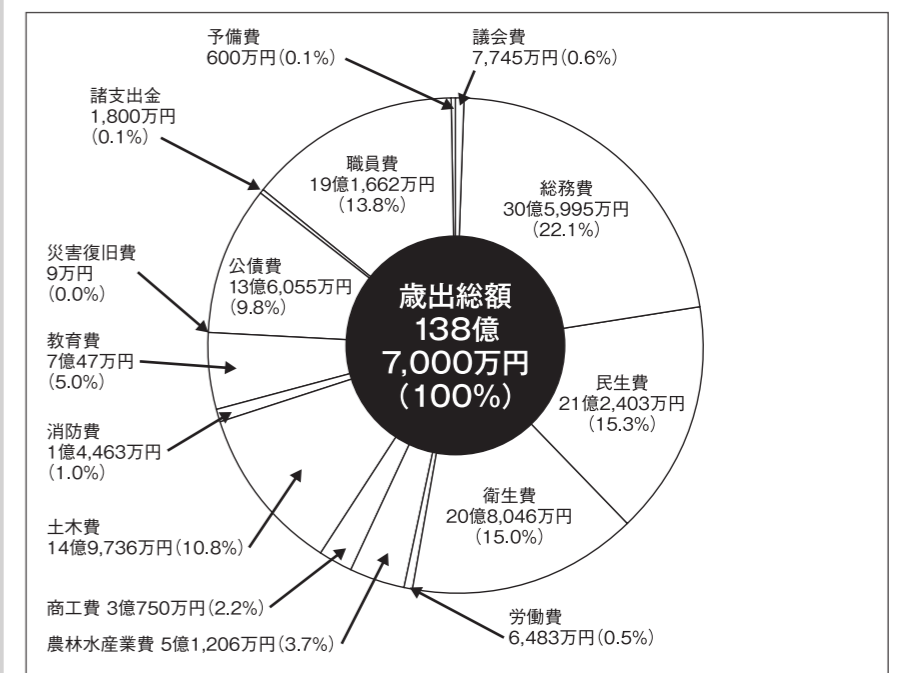 予備費
600万円(0.1%)
議会費
7,745万円(0.6%)
諸支出金
1,800万円
(0.1%)
職員費
19億1,662万円
(13.8%)
総務費
30億5,995万円
(22.1%)
災害復旧費
9万円
(0.0%)
公債費
13億6,055万円
(9.8%)
歳出総額
138億
7,000万円
(100%)
教育費
7億47万円
(5.0%)
民生費
21億2,403万円
(15.3%)
消防費
1億4,463万円
(1.0%)
衛生費
20億8,046万円
(15.0%)
土木費
14億9,736万円(10.8%)
商工費 3億750万円(2.2%)
農林水産業費 5億1,206万円(3.7%)
労働費
6,483万円(0.5%)